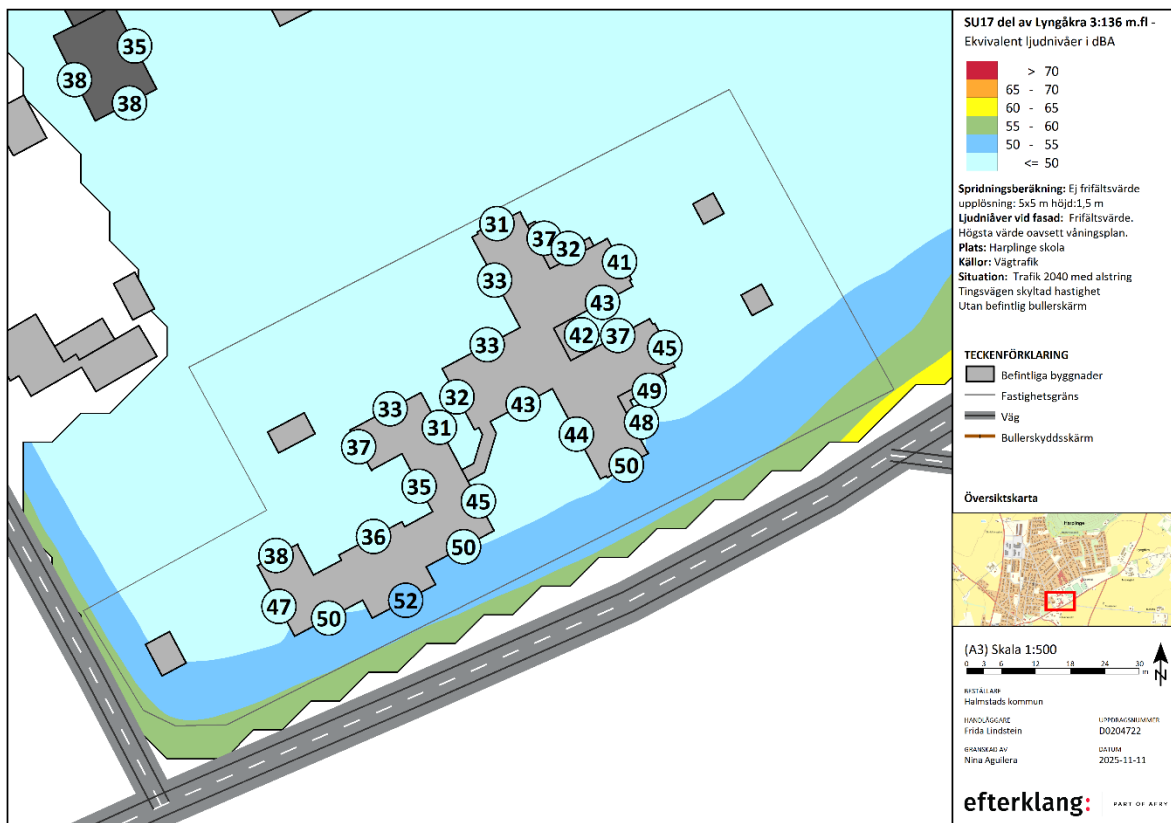 35
38
38
31
37
32
41
33
43
42
37
45
33
49
32
43
33
48
31
44
37
50
35
45
36
50
38
52
47
50
SU17 del av Lyngåkra 3:136 m.fl -
Ekvivalent ljudnivåer i dBA
> 70
65 - 70
60 - 65
55 - 60
50 - 55
<= 50
Spridningsberäkning: Ej frifältsvärde
upplösning: 5x5 m höjd:1,5 m
Ljudniåver vid fasad: Frifältsvärde.
Högsta värde oavsett våningsplan.
Plats: Harplinge skola
Källor: Vägtrafik
Situation: Trafik 2040 med alstring
Tingsvägen skyltad hastighet
Utan befintlig bullerskärm
TECKENFÖRKLARING
Befintliga byggnader
Fastighetsgräns
Väg
Bullerskyddsskärm
Översiktskarta
Harplinge
(A3) Skala 1:500
0 3 6 12 18 24 30
m
N
BESTÄLLARE
Halmstads kommun
HANDLÄGGARE UPPDRAGSNUMMER
Frida Lindstein D0204722
GRANSKAD AV DATUM
Nina Aguilera 2025-11-11
efterklang: PART OF AFRY